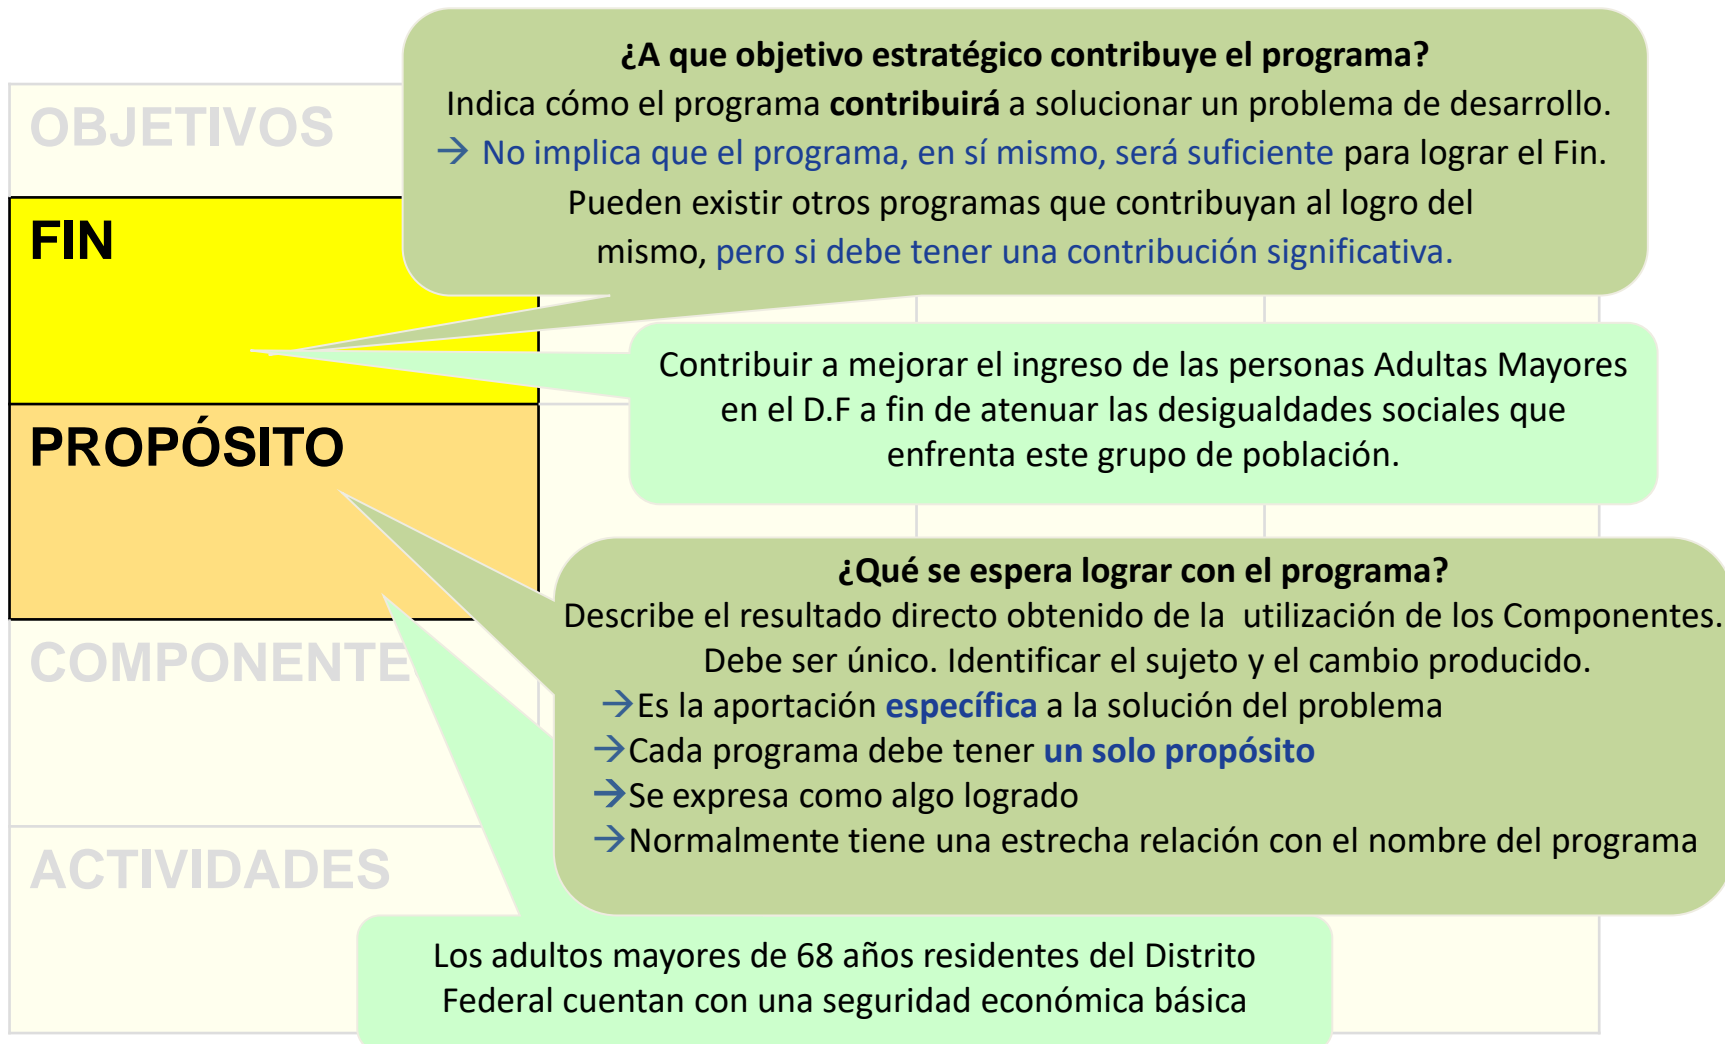 ¿A que objetivo estratégico contribuye el programa?
Indica cómo el programa contribuirá a solucionar un problema de desarrollo.
→ No implica que el programa, en sí mismo, será suficiente para lograr el Fin.
Pueden existir otros programas que contribuyan al logro del
mismo, pero si debe tener una contribución significativa.
OBJETIVOS
FIN
Contribuir a mejorar el ingreso de las personas Adultas Mayores
en el D.F a fin de atenuar las desigualdades sociales que
enfrenta este grupo de población.
PROPÓSITO
¿Qué se espera lograr con el programa?
Describe el resultado directo obtenido de la utilización de los Componentes.
Debe ser único. Identificar el sujeto y el cambio producido.
→Es la aportación específica a la solución del problema
→Cada programa debe tener un solo propósito
→Se expresa como algo logrado
→Normalmente tiene una estrecha relación con el nombre del programa
COMPONENTE
ACTIVIDADES
Los adultos mayores de 68 años residentes del Distrito
Federal cuentan con una seguridad económica básica